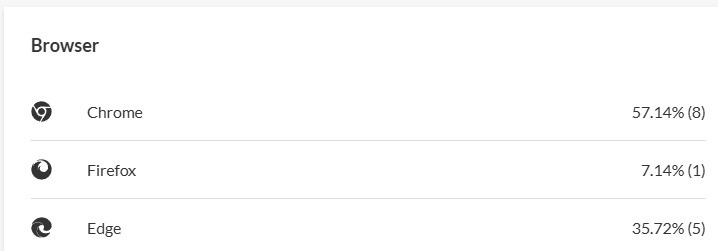 Browser
Chrome 57.14% (8)
Firefox 7.14% (1)
Edge 35.72% (5)